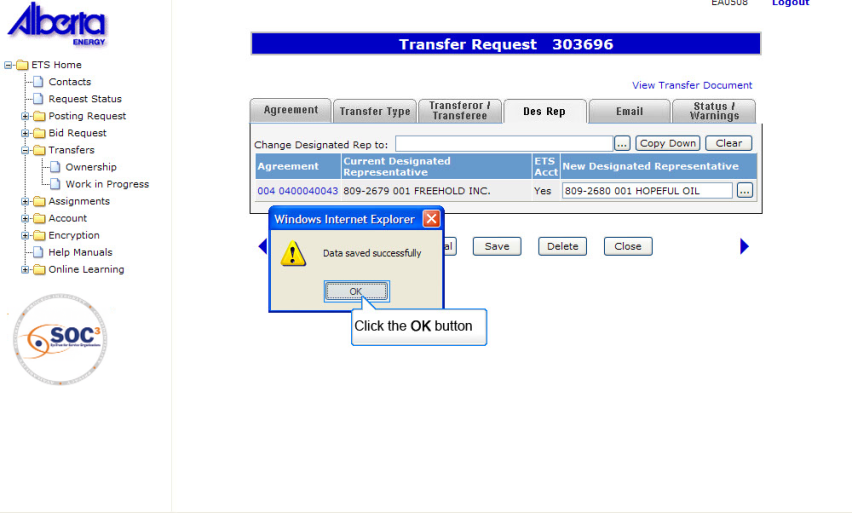 EA0508 Logout
Alberta
ENERGY
Transfer Request 303696
ETS Home
Contacts
Request Status
Posting Request
Bid Request
Transfers
Ownership
Work in Progress
Assignments
Account
Encryption
Help Manuals
Online Learning
SOC3
View Transfer Document
Agreement
Transfer Type
Transferor /
Transferee
Des Rep
Email
Status /
Warnings
Change Designated Rep to: ... Copy Down Clear
Agreement
Current Designated
Representative
ETS
Acct
New Designated Representative
004 0400040043 809-2679 001 FREEHOLD INC. Yes 809-2680 001 HOPEFUL OIL ...
Windows Internet Explorer
Data saved successfully
OK
Save Delete Close
Click the OK button